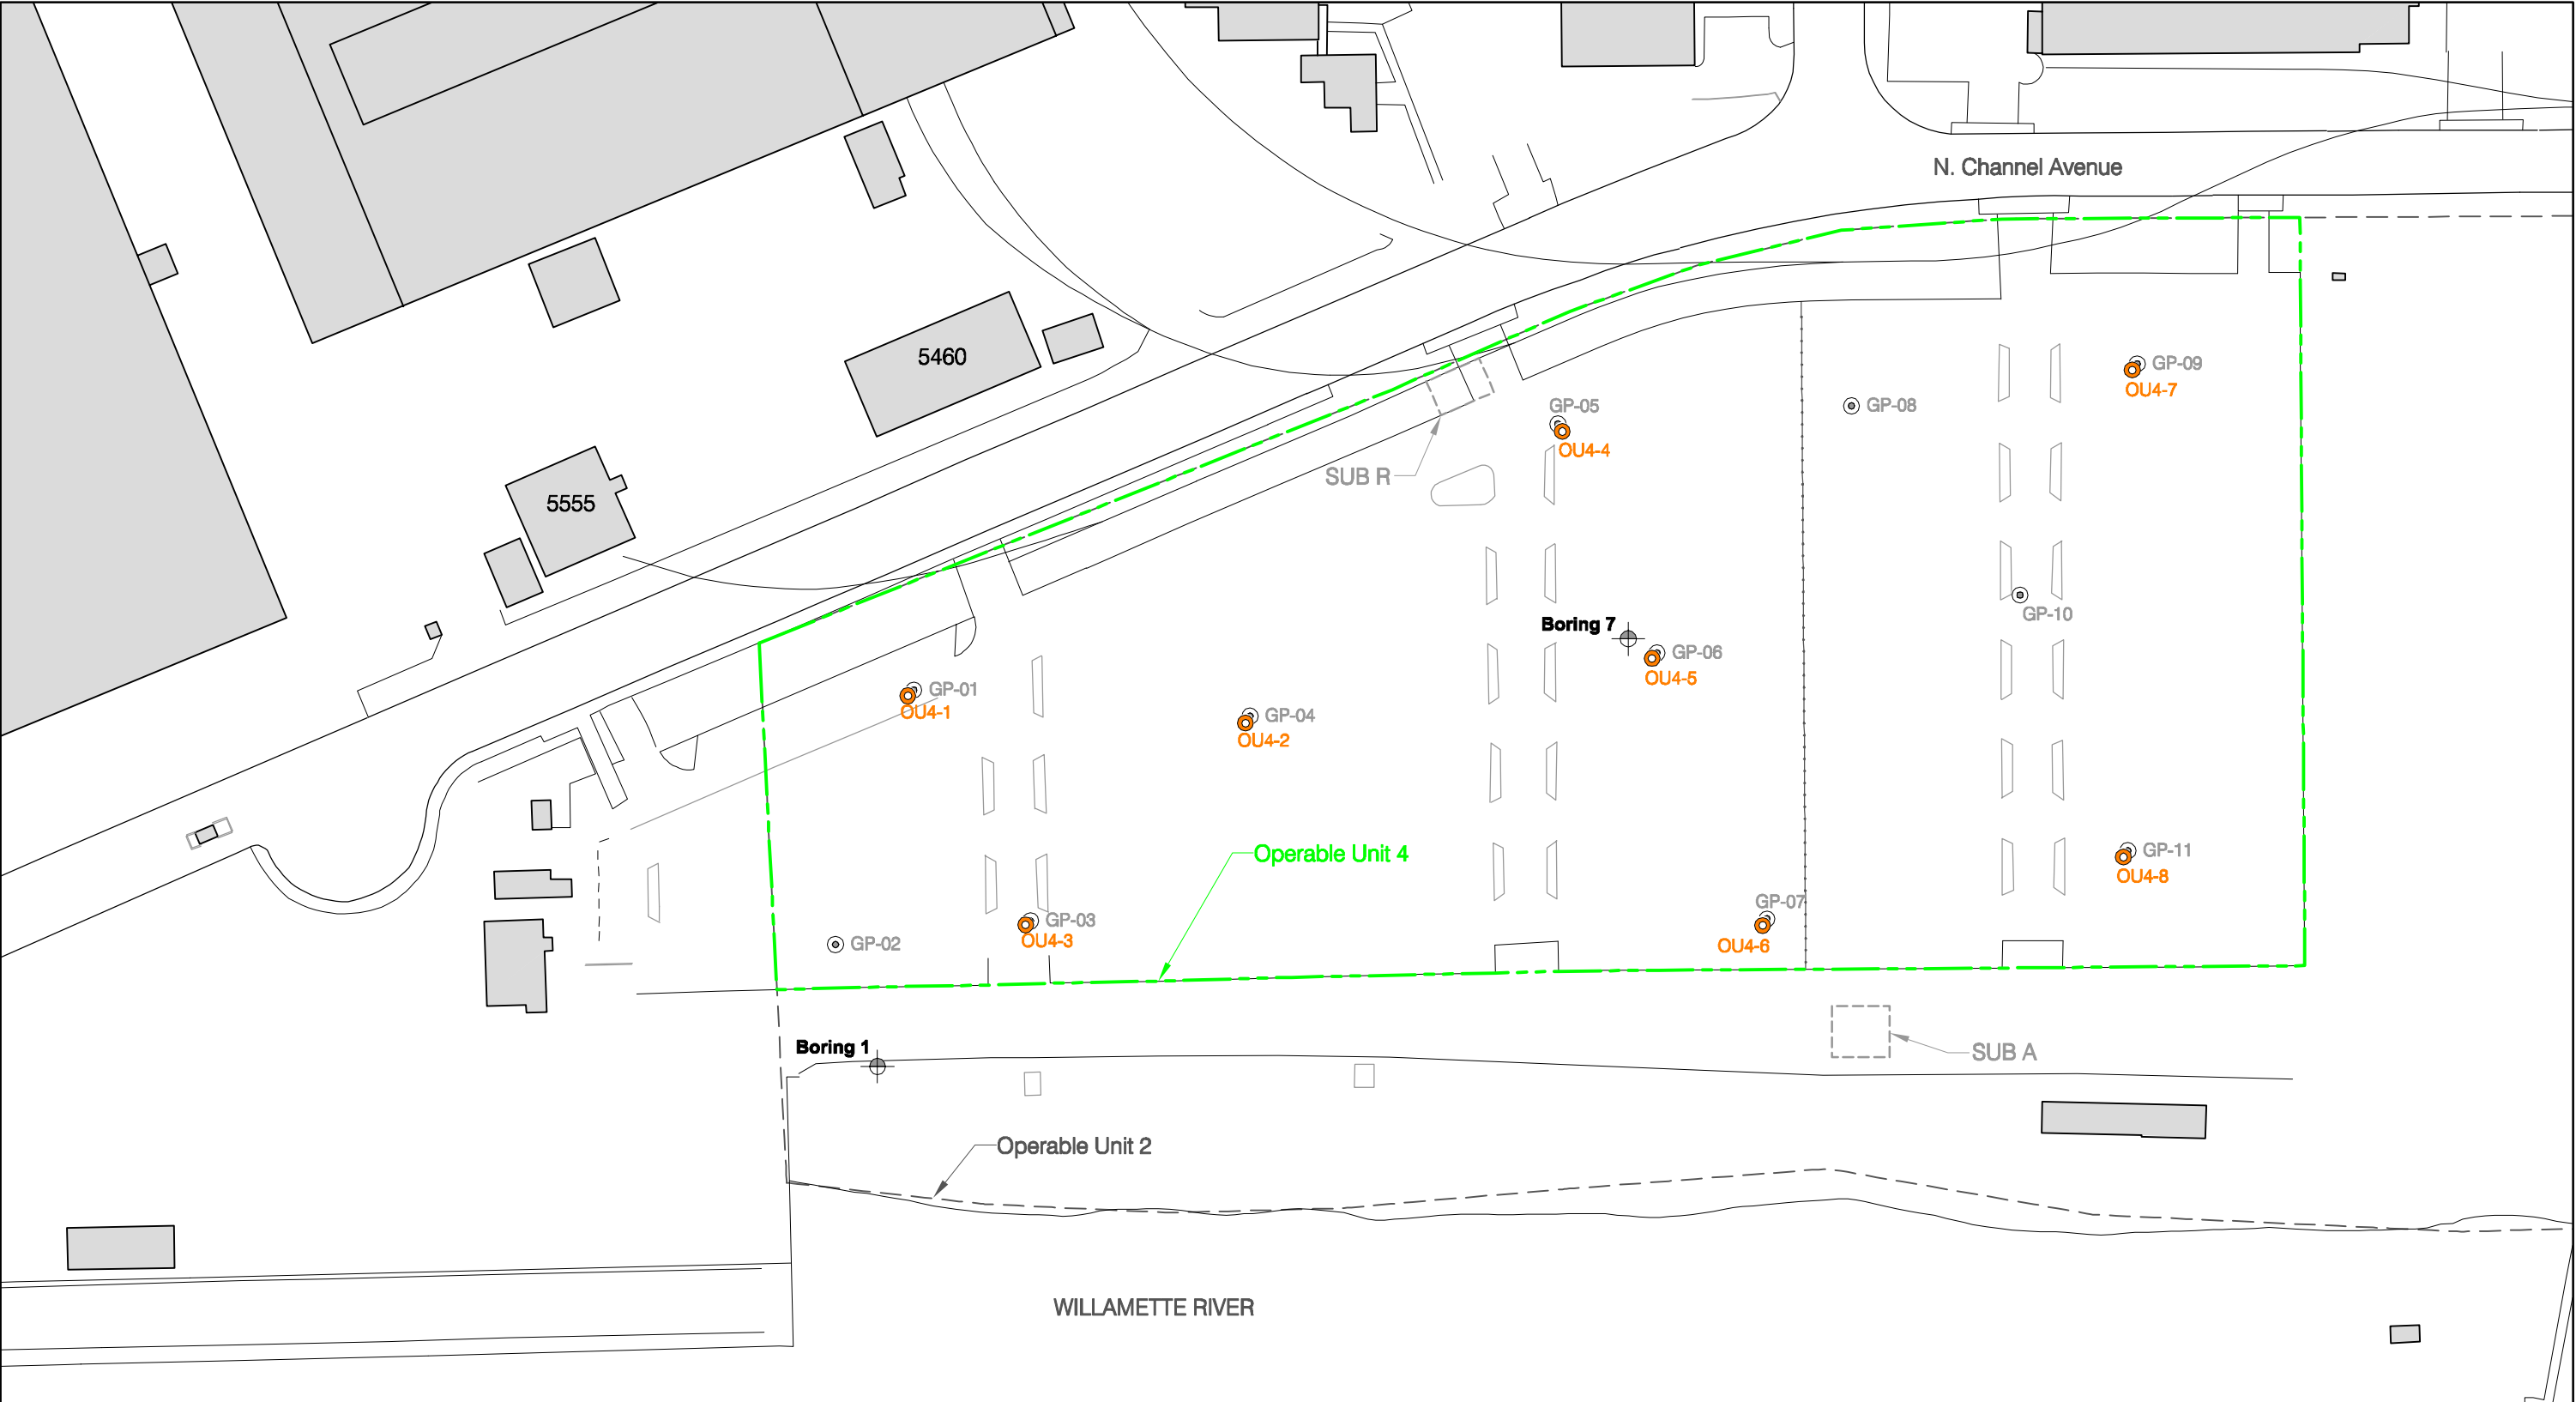 N. Channel Avenue
5460
GP-09
OU4-7
GP-05
GP-08
OU4-4
SUB R
5555
GP-10
Boring 7
GP-06
OU4-5
GP-01
OU4-1
GP-04
OU4-2
Operable Unit 4
GP-11
OU4-8
GP-07
GP-03
OU4-3
GP-02
OU4-6
Boring 1
SUB A
Operable Unit 2
WILLAMETTE RIVER